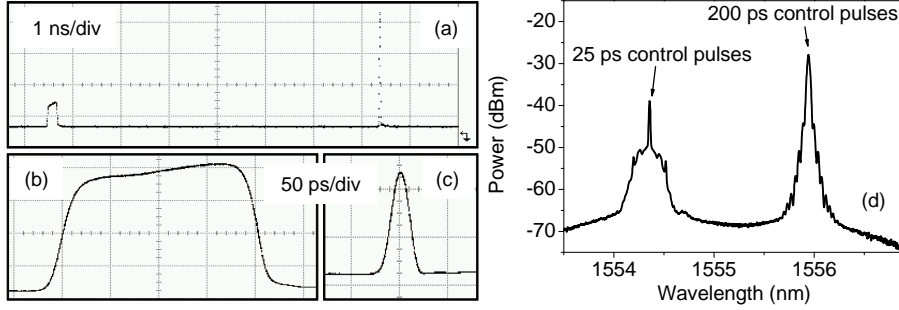 1 ns/div
(a)
(b)
50 ps/div
(c)
200 ps control pulses
25 ps control pulses
(d)
Power (dBm)
-20
-30
-40
-50
-60
-70
1554
1555
1556
Wavelength (nm)